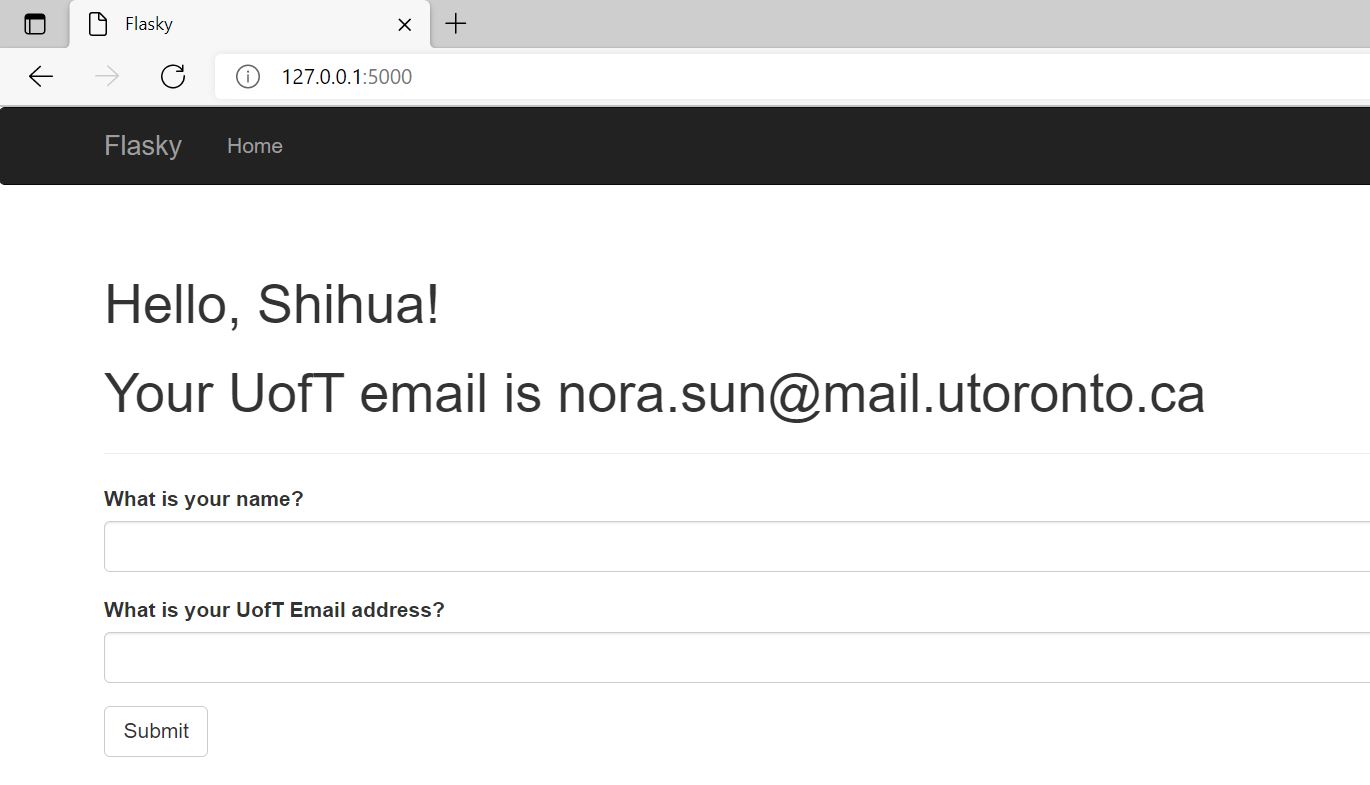 Flasky
127.0.0.1:5000
Flasky Home
Hello, Shihua!
Your UofT email is nora.sun@mail.utoronto.ca
What is your name?
What is your UofT Email address?
Submit